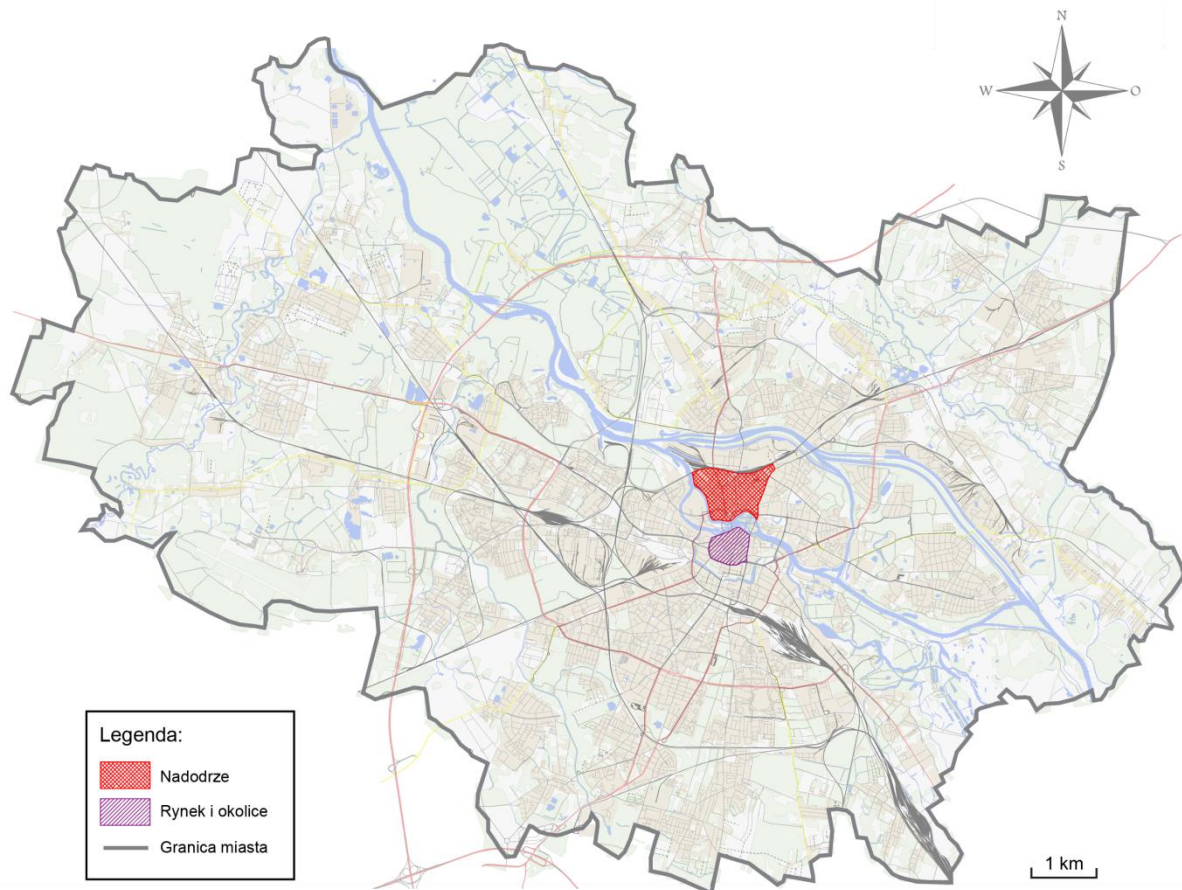 N
W
O
S
Legenda:
Nadodrze
Rynek i okolice
Granica miasta
1 km